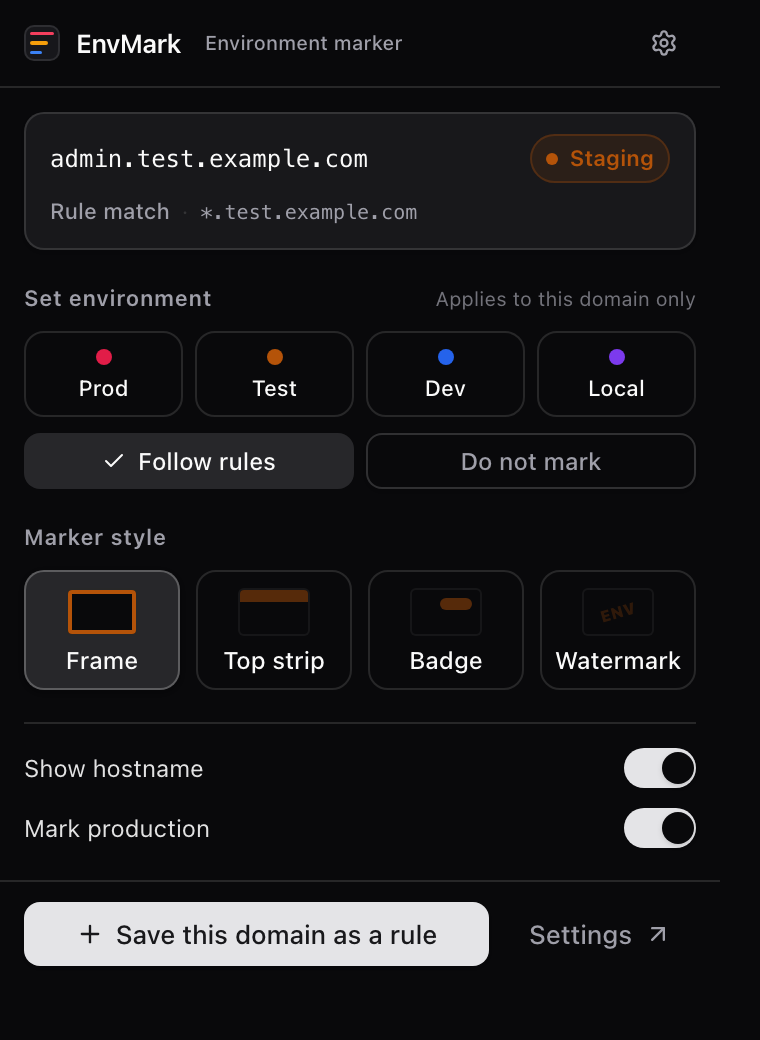 EnvMark Environment marker
admin.test.example.com Staging
Rule match · *.test.example.com
Set environment Applies to this domain only
Prod Test Dev Local
Follow rules Do not mark
Marker style
ENV
Frame Top strip Badge Watermark
Show hostname
Mark production
+ Save this domain as a rule Settings ↗